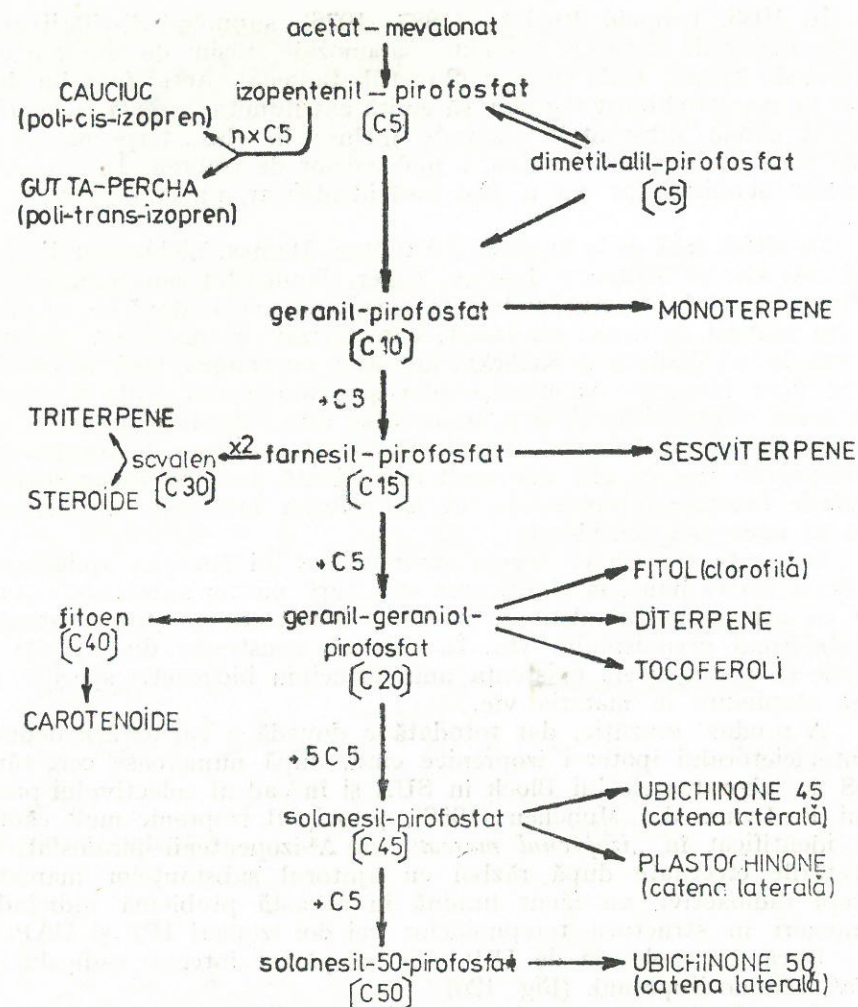 acetat – mevalonat
izopentenil – pirofosfat
[C5]
CAUCIUC
(poli-cis-izopren)
nxC5
GUTTA-PERCHA
(poli-trans-izopren)
dimetil-alil-pirofosfat
[C5]
geranil-pirofosfat
[C10]
MONOTERPENE
TRITERPENE
STEROIDE
scvalen
[C30]
x2
farnesil-pirofosfat
[C15]
SESCVITERPENE
+C5
fitoen
[C40]
CAROTENOIDE
geranil-geraniol-
pirofosfat
[C20]
FITOL (clorofilă)
DITERPENE
TOCOFEROLI
+5C5
solanesil-pirofosfat
[C45]
UBICHINONE 45
(catena laterală)
PLASTOCHINONE
(catena laterală)
+C5
solanesil-50-pirofosfa
[C50]
UBICHINONE 50
(catena laterală)